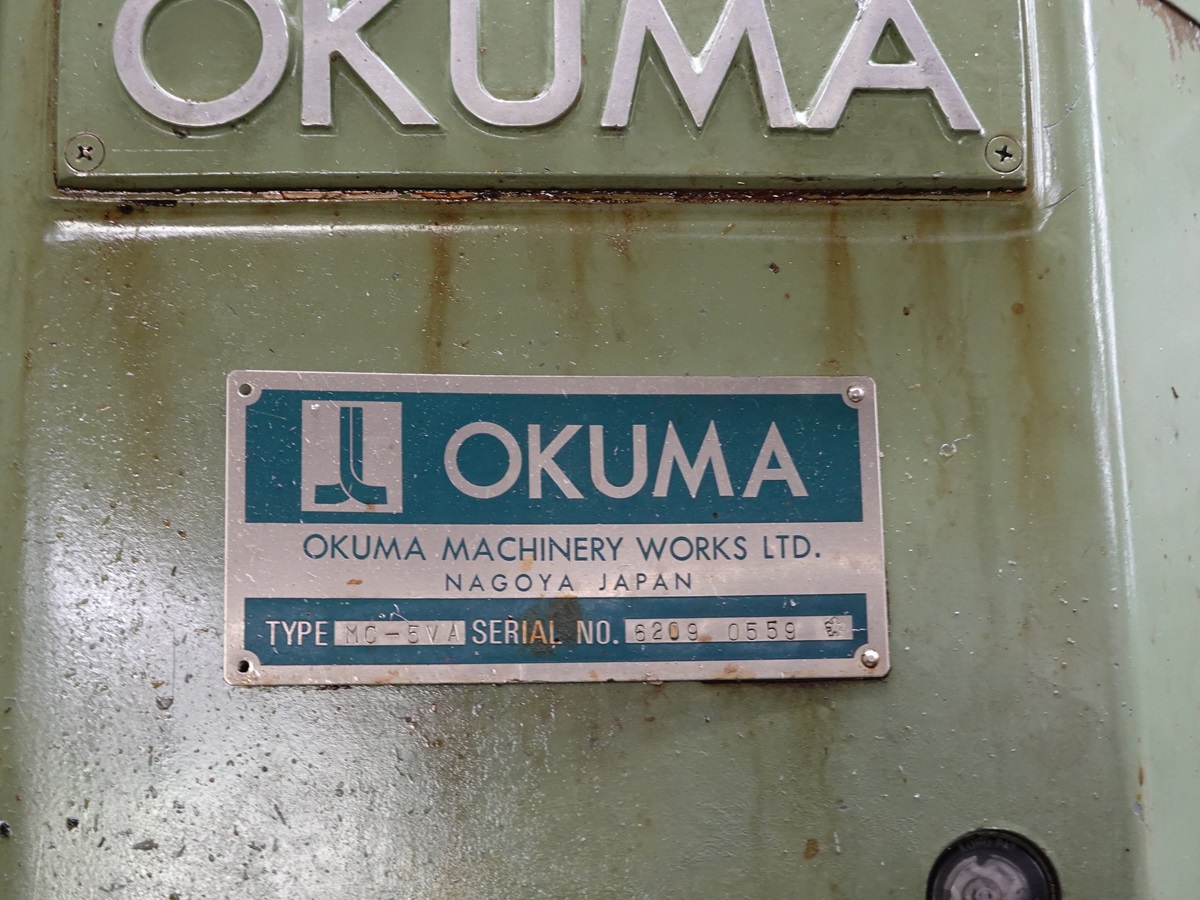 OKUMA
OKUMA
OKUMA MACHINERY WORKS LTD.
NAGOYA JAPAN
TYPE MC-5VA SERIAL NO. 6209 0559